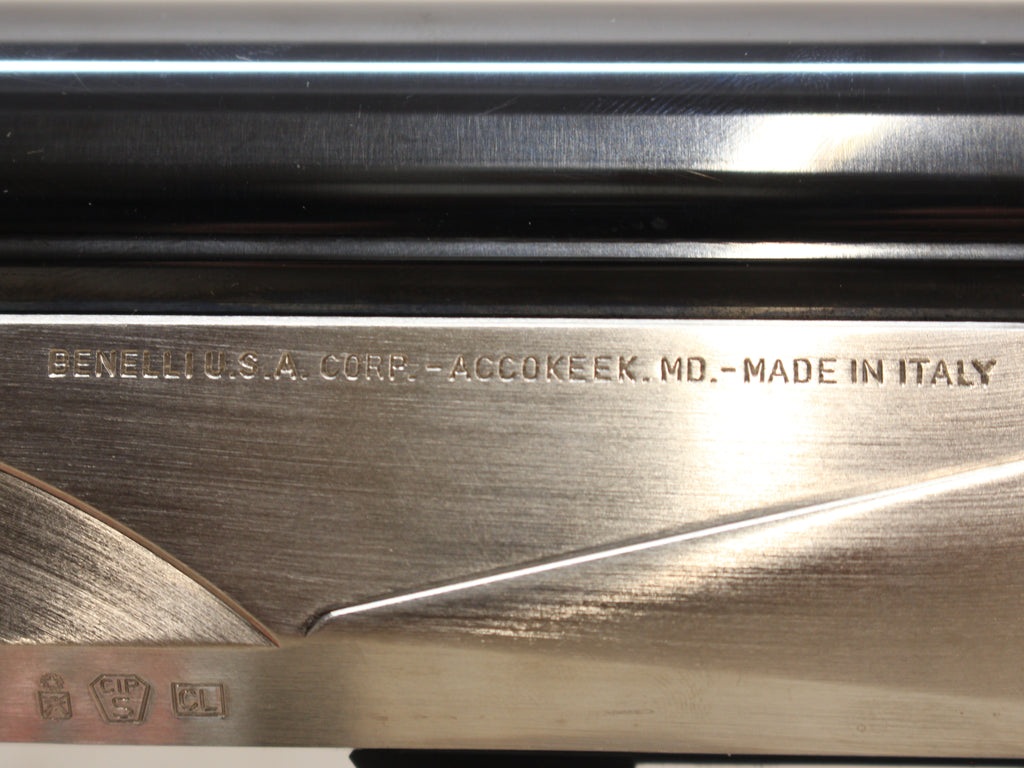 BENELLI U.S.A. CORP. -ACCOKEEK. MD.-MADE IN ITALY
CIP
S
CL